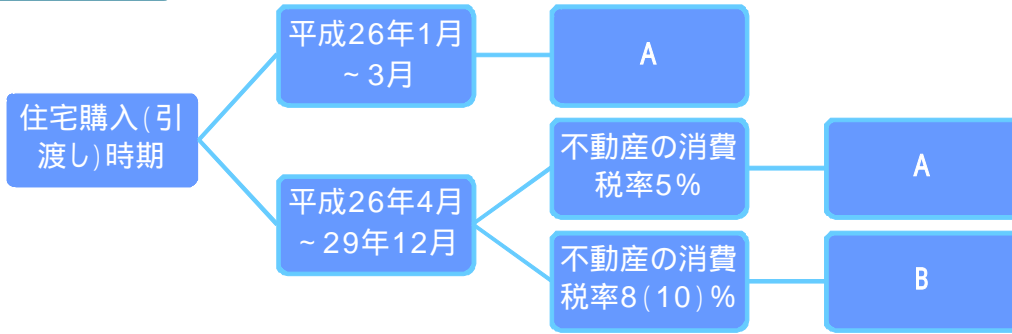 平成26年1月
~3月
A
住宅購入(引
渡し)時期
不動産の消費
税率5%
A
平成26年4月
~29年12月
不動産の消費
税率8(10)%
B